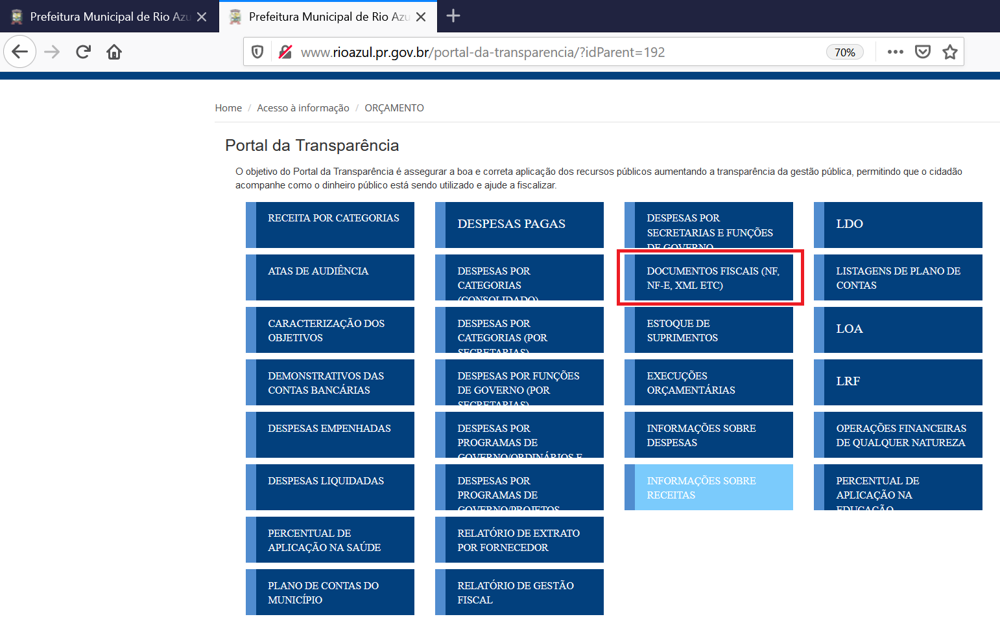 Prefeitura Municipal de Rio Azu
Prefeitura Municipal de Rio Azu
www.rioazul.pr.gov.br/portal-da-transparencia/?idParent=192
70%
Home / Acesso à informação / ORÇAMENTO
Portal da Transparência
O objetivo do Portal da Transparência é assegurar a boa e correta aplicação dos recursos públicos aumentando a transparência da gestão pública, permitindo que o cidadão
acompanhe como o dinheiro público está sendo utilizado e ajude a fiscalizar.
RECEITA POR CATEGORIAS
DESPESAS PAGAS
DESPESAS POR
SECRETARIAS E FUNÇÕES
DE GOVERNO
LDO
ATAS DE AUDIÊNCIA
DESPESAS POR
CATEGORIAS
(CONSOLIDADO)
DOCUMENTOS FISCAIS (NF,
NF-E, XML ETC)
LISTAGENS DE PLANO DE
CONTAS
CARACTERIZAÇÃO DOS
OBJETIVOS
DESPESAS POR
CATEGORIAS (POR
SECRETARIAS)
ESTOQUE DE
SUPRIMENTOS
LOA
DEMONSTRATIVOS DAS
CONTAS BANCÁRIAS
DESPESAS POR FUNÇÕES
DE GOVERNO (POR
SECRETARIAS)
EXECUÇÕES
ORÇAMENTÁRIAS
LRF
DESPESAS EMPENHADAS
DESPESAS POR
PROGRAMAS DE
GOVERNO/ORDINÁRIOS E
INFORMAÇÕES SOBRE
DESPESAS
OPERAÇÕES FINANCEIRAS
DE QUALQUER NATUREZA
DESPESAS LIQUIDADAS
DESPESAS POR
PROGRAMAS DE
GOVERNO/PROJETOS
INFORMAÇÕES SOBRE
RECEITAS
PERCENTUAL DE
APLICAÇÃO NA
EDUCAÇÃO
PERCENTUAL DE
APLICAÇÃO NA SAÚDE
RELATÓRIO DE EXTRATO
POR FORNECEDOR
PLANO DE CONTAS DO
MUNICÍPIO
RELATÓRIO DE GESTÃO
FISCAL